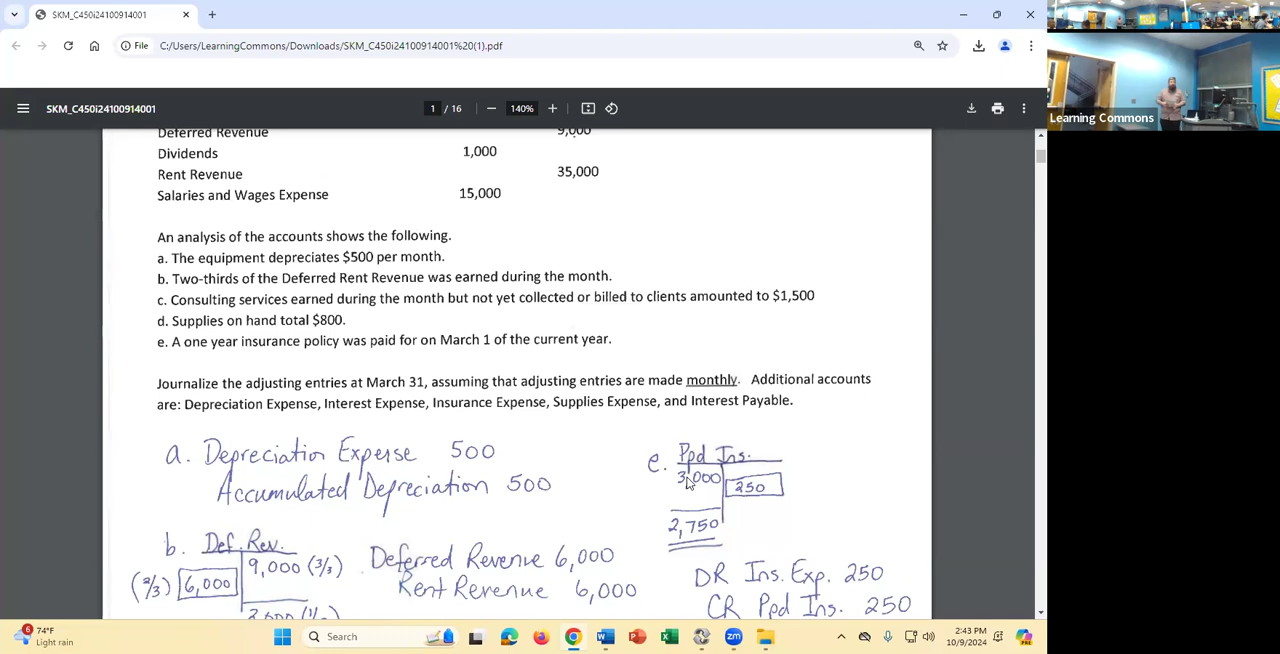 SKM_C450i24100914001
File C:/Users/LearningCommons/Downloads/SKM_C450i24100914001%20(1).pdf
SKM_C450i24100914001
1 / 16
140%
Learning Commons
Deferred Revenue 9,000
Dividends 1,000
Rent Revenue 35,000
Salaries and Wages Expense 15,000
An analysis of the accounts shows the following.
a. The equipment depreciates $500 per month.
b. Two-thirds of the Deferred Rent Revenue was earned during the month.
c. Consulting services earned during the month but not yet collected or billed to clients amounted to $1,500
d. Supplies on hand total $800.
e. A one year insurance policy was paid for on March 1 of the current year.
Journalize the adjusting entries at March 31, assuming that adjusting entries are made monthly. Additional accounts
are: Depreciation Expense, Interest Expense, Insurance Expense, Supplies Expense, and Interest Payable.
a. Depreciation Expense 500
Accumulated Depreciation 500
e. Ppd Ins.
3,000
250
2,750
DR Ins. Exp. 250
CR Ppd Ins. 250
b. Def. Rev.
(2/3) 6,000 9,000 (3/3)
Deferred Revenue 6,000
Rent Revenue 6,000
6
74°F
Light rain
Search
zm
2:43 PM
10/9/2024